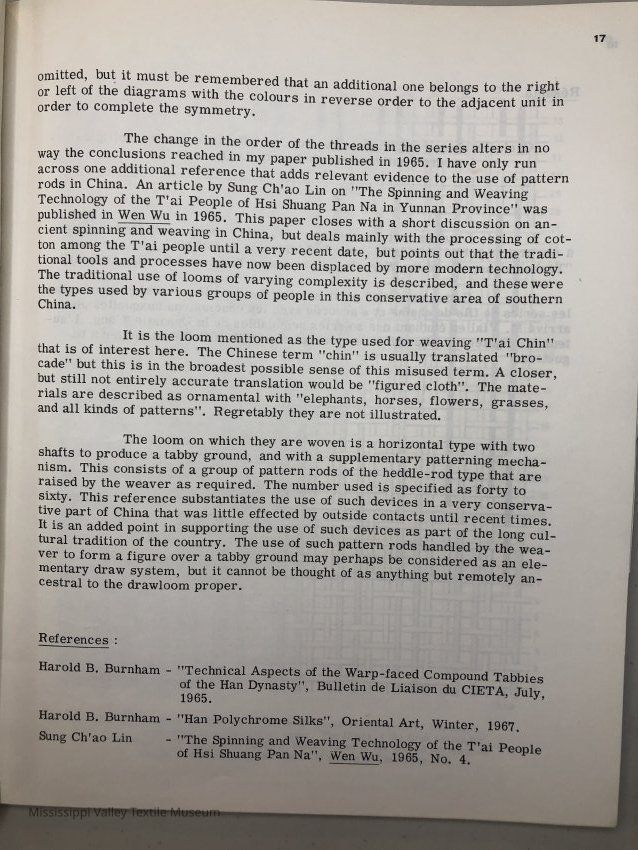 17
omitted, but it must be remembered that an additional one belongs to the right
or left of the diagrams with the colours in reverse order to the adjacent unit in
order to complete the symmetry.
The change in the order of the threads in the series alters in no
way the conclusions reached in my paper published in 1965. I have only run
across one additional reference that adds relevant evidence to the use of pattern
rods in China. An article by Sung Ch'ao Lin on "The Spinning and Weaving
Technology of the T'ai People of Hsi Shuang Pan Na in Yunnan Province" was
published in Wen Wu in 1965. This paper closes with a short discussion on an-
cient spinning and weaving in China, but deals mainly with the processing of cot-
ton among the T'ai people until a very recent date, but points out that the tradi-
tional tools and processes have now been displaced by more modern technology.
The traditional use of looms of varying complexity is described, and these were
the types used by various groups of people in this conservative area of southern
China.
It is the loom mentioned as the type used for weaving "T'ai Chin"
that is of interest here. The Chinese term "chin" is usually translated "bro-
cade" but this is in the broadest possible sense of this misused term. A closer,
but still not entirely accurate translation would be "figured cloth". The mate-
rials are described as ornamental with "elephants, horses, flowers, grasses,
and all kinds of patterns". Regretably they are not illustrated.
The loom on which they are woven is a horizontal type with two
shafts to produce a tabby ground, and with a supplementary patterning mecha-
nism. This consists of a group of pattern rods of the heddle-rod type that are
raised by the weaver as required. The number used is specified as forty to
sixty. This reference substantiates the use of such devices in a very conserva-
tive part of China that was little effected by outside contacts until recent times.
It is an added point in supporting the use of such devices as part of the long cul-
tural tradition of the country. The use of such pattern rods handled by the wea-
ver to form a figure over a tabby ground may perhaps be considered as an ele-
mentary draw system, but it cannot be thought of as anything but remotely an-
cestral to the drawloom proper.
References :
Harold B. Burnham - "Technical Aspects of the Warp-faced Compound Tabbies
of the Han Dynasty", Bulletin de Liaison du CIETA, July,
1965.
Harold B. Burnham - "Han Polychrome Silks", Oriental Art, Winter, 1967.
Sung Ch'ao Lin - "The Spinning and Weaving Technology of the T'ai People
of Hsi Shuang Pan Na", Wen Wu, 1965, No. 4.
Mississippi Valley Textile Museum